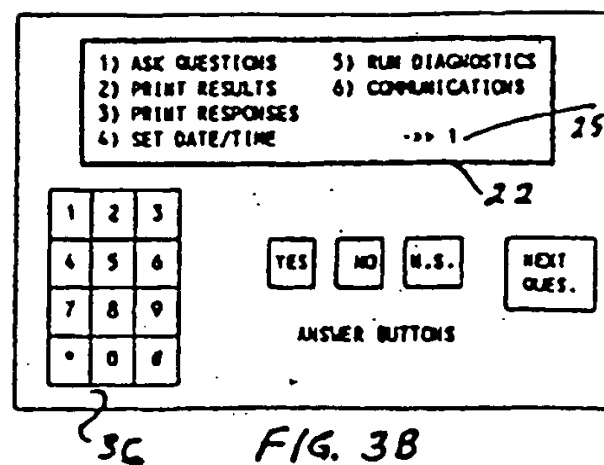 1) ASK QUESTIONS 5) RUN DIAGNOSTICS
2) PRINT RESULTS 6) COMMUNICATIONS
3) PRINT RESPONSES
4) SET DATE/TIME ->> 1
25
22
1 2 3
4 5 6
7 8 9
* 0 #
YES NO N.S. NEXT QUES.
ANSWER BUTTONS
36
FIG. 3B